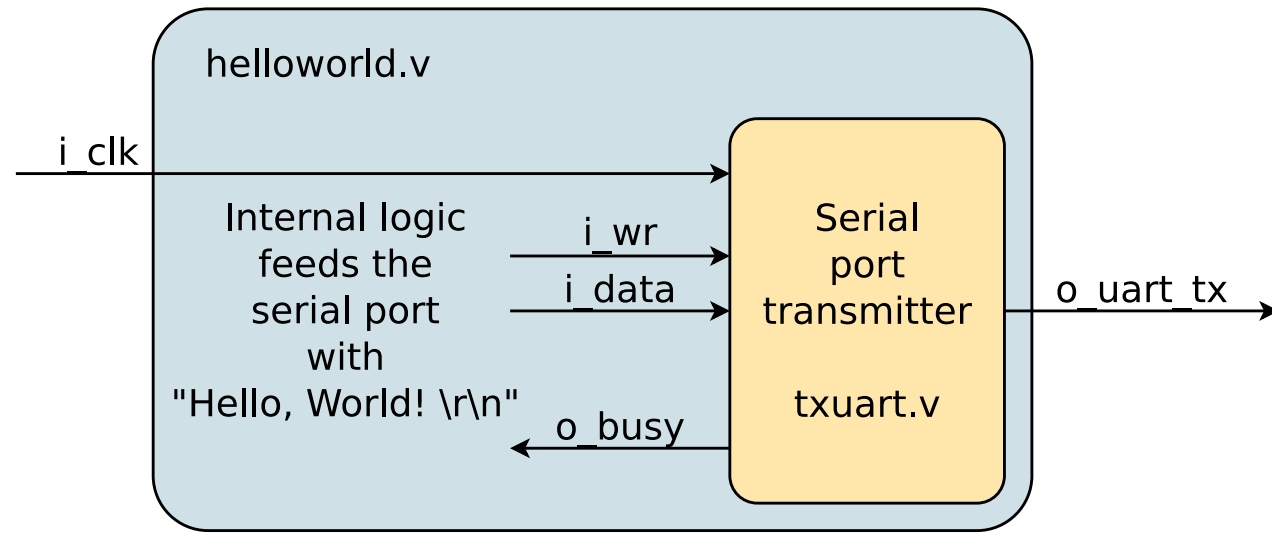 helloworld.v
i_clk
Internal logic
feeds the
serial port
with
"Hello, World! \r\n"
i_wr
i_data
o_busy
Serial
port
transmitter
txuart.v
o_uart_tx